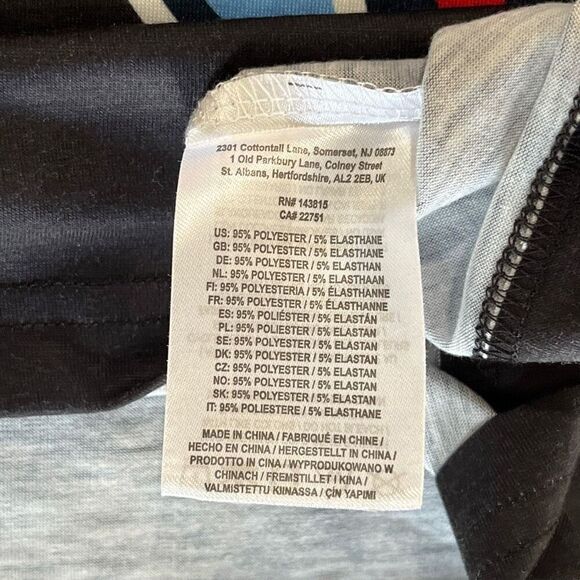 2301 Cottontail Lane, Somerset, NJ 08873
1 Old Parkbury Lane, Colney Street
St. Albans, Hertfordshire, AL2 2EB, UK
RN# 143815
CA# 22751
US: 95% POLYESTER / 5% ELASTHANE
GB: 95% POLYESTER / 5% ELASTHANE
DE: 95% POLYESTER / 5% ELASTHAN
NL: 95% POLYESTER / 5% ELASTHAAN
FI: 95% POLYESTERIA / 5% ÉLASTHANNE
FR: 95% POLYESTER / 5% ÉLASTHANNE
ES: 95% POLIÉSTER / 5% ELASTÁN
PL: 95% POLYESTER / 5% ELASTAN
SE: 95% POLYESTER / 5% ELASTAN
DK: 95% POLYESTER / 5% ELASTAN
CZ: 95% POLYESTER / 5% ELASTAN
NO: 95% POLYESTER / 5% ELASTAN
SK: 95% POLYESTER / 5% ELASTAN
IT: 95% POLIESTERE / 5% ELASTAN
MADE IN CHINA / FABRIQUÉ EN CHINE /
HECHO EN CHINA / HERGESTELLT IN CHINA /
PRODOTTO IN CINA / WYPRODUKOWANO W
CHINACH / FREMSTILLET I KINA /
VALMISTETTU KIINASSA / ÇİN YAPIMI